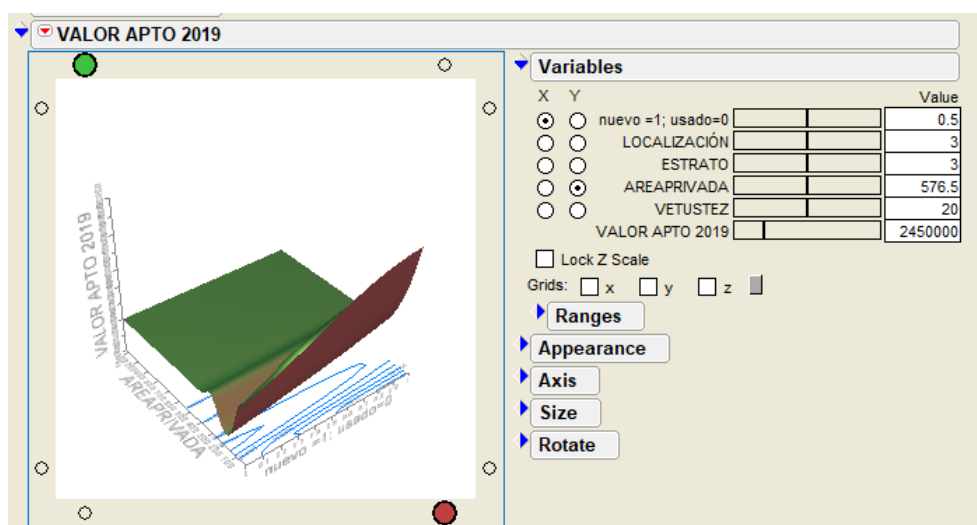 VALOR APTO 2019
Variables
X Y Value
nuevo =1; usado=0 0.5
LOCALIZACIÓN 3
ESTRATO 3
AREAPRIVADA 576.5
VETUSTEZ 20
VALOR APTO 2019 2450000
Lock Z Scale
Grids: x y z
Ranges
Appearance
Axis
Size
Rotate
VALOR APTO 2019
AREAPRIVADA
nuevo =1; usado=0